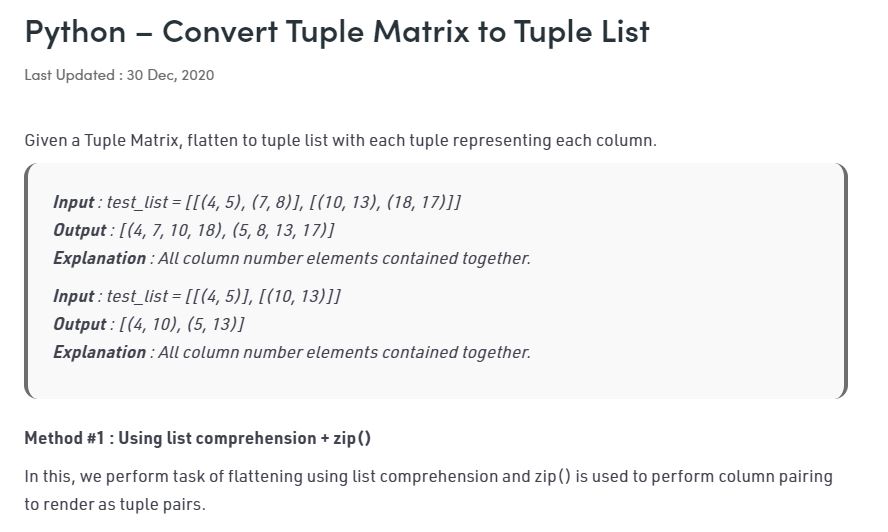 Python – Convert Tuple Matrix to Tuple List
Last Updated : 30 Dec, 2020
Given a Tuple Matrix, flatten to tuple list with each tuple representing each column.
Input : test_list = [[(4, 5), (7, 8)], [(10, 13), (18, 17)]]
Output : [(4, 7, 10, 18), (5, 8, 13, 17)]
Explanation : All column number elements contained together.
Input : test_list = [[(4, 5)], [(10, 13)]]
Output : [(4, 10), (5, 13)]
Explanation : All column number elements contained together.
Method #1 : Using list comprehension + zip()
In this, we perform task of flattening using list comprehension and zip() is used to perform column pairing
to render as tuple pairs.